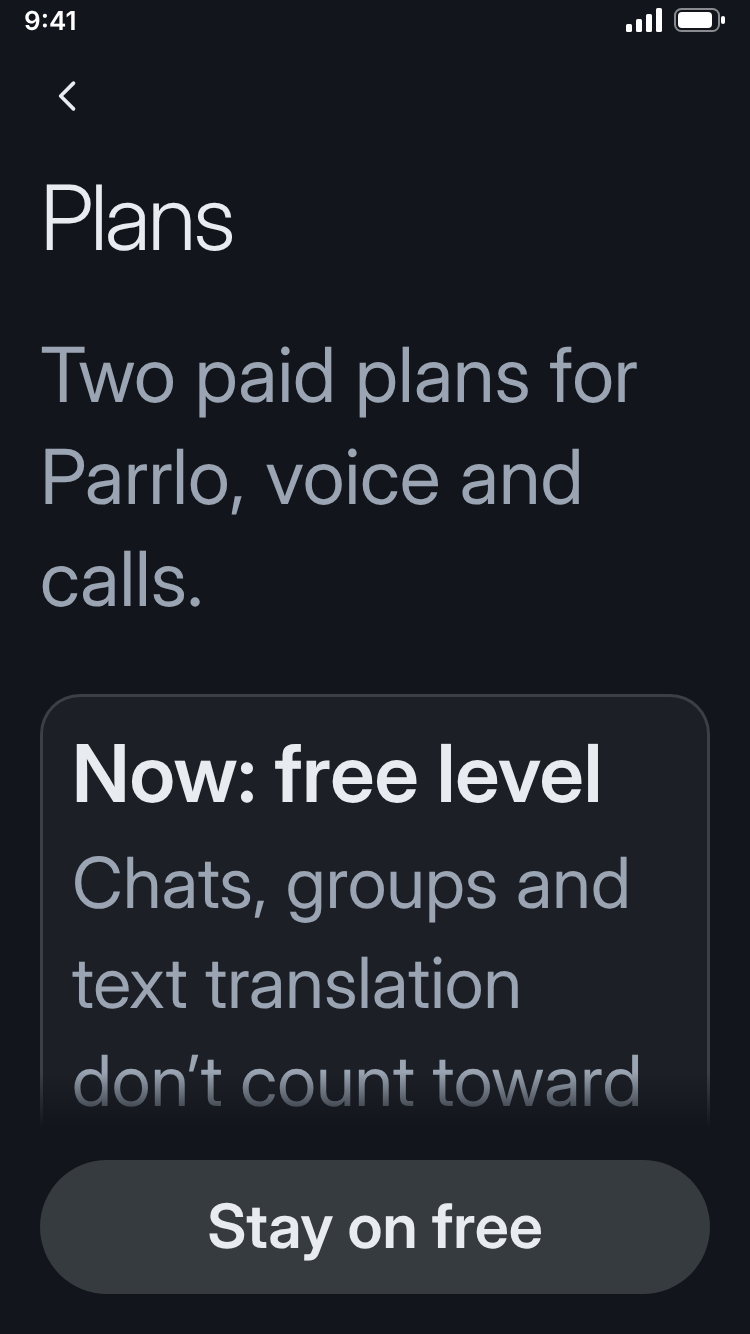 9:41
Plans
Two paid plans for
Parrlo, voice and
calls.
Now: free level
Chats, groups and
text translation
don’t count toward
Stay on free